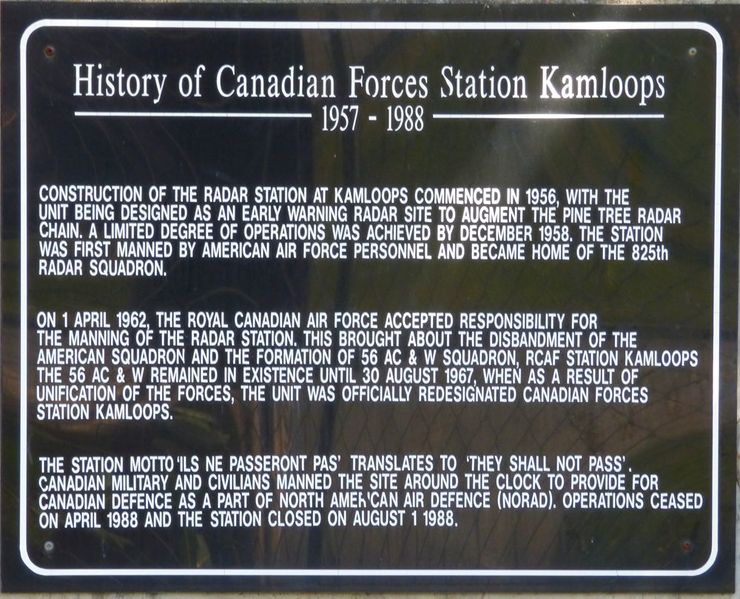 History of Canadian Forces Station Kamloops
1957 - 1988
CONSTRUCTION OF THE RADAR STATION AT KAMLOOPS COMMENCED IN 1956, WITH THE
UNIT BEING DESIGNED AS AN EARLY WARNING RADAR SITE TO AUGMENT THE PINE TREE RADAR
CHAIN. A LIMITED DEGREE OF OPERATIONS WAS ACHIEVED BY DECEMBER 1958. THE STATION
WAS FIRST MANNED BY AMERICAN AIR FORCE PERSONNEL AND BECAME HOME OF THE 825th
RADAR SQUADRON.
ON 1 APRIL 1962, THE ROYAL CANADIAN AIR FORCE ACCEPTED RESPONSIBILITY FOR
THE MANNING OF THE RADAR STATION. THIS BROUGHT ABOUT THE DISBANDMENT OF THE
AMERICAN SQUADRON AND THE FORMATION OF 56 AC & W SQUADRON, RCAF STATION KAMLOOPS
THE 56 AC & W REMAINED IN EXISTENCE UNTIL 30 AUGUST 1967, WHEN AS A RESULT OF
UNIFICATION OF THE FORCES, THE UNIT WAS OFFICIALLY REDESIGNATED CANADIAN FORCES
STATION KAMLOOPS.
THE STATION MOTTO 'ILS NE PASSERONT PAS' TRANSLATES TO 'THEY SHALL NOT PASS'.
CANADIAN MILITARY AND CIVILIANS MANNED THE SITE AROUND THE CLOCK TO PROVIDE FOR
CANADIAN DEFENCE AS A PART OF NORTH AMERICAN AIR DEFENCE (NORAD). OPERATIONS CEASED
ON APRIL 1988 AND THE STATION CLOSED ON AUGUST 1 1988.